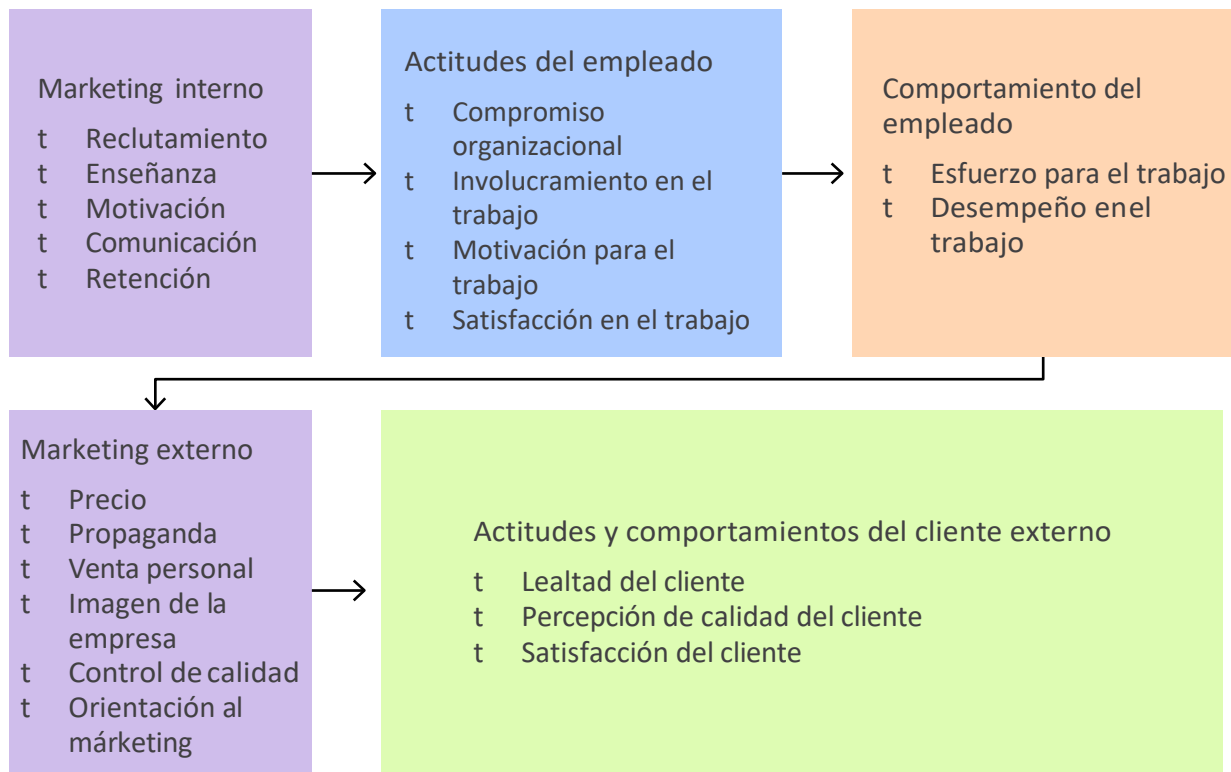 Marketing interno
t Reclutamiento
t Enseñanza
t Motivación
t Comunicación
t Retención
Actitudes del empleado
t Compromiso
organizacional
t Involucramiento en el
trabajo
t Motivación para el
trabajo
t Satisfacción en el trabajo
Comportamiento del
empleado
t Esfuerzo para el trabajo
t Desempeño en el
trabajo
Marketing externo
t Precio
t Propaganda
t Venta personal
t Imagen de la
empresa
t Control de calidad
t Orientación al
márketing
Actitudes y comportamientos del cliente externo
t Lealtad del cliente
t Percepción de calidad del cliente
t Satisfacción del cliente